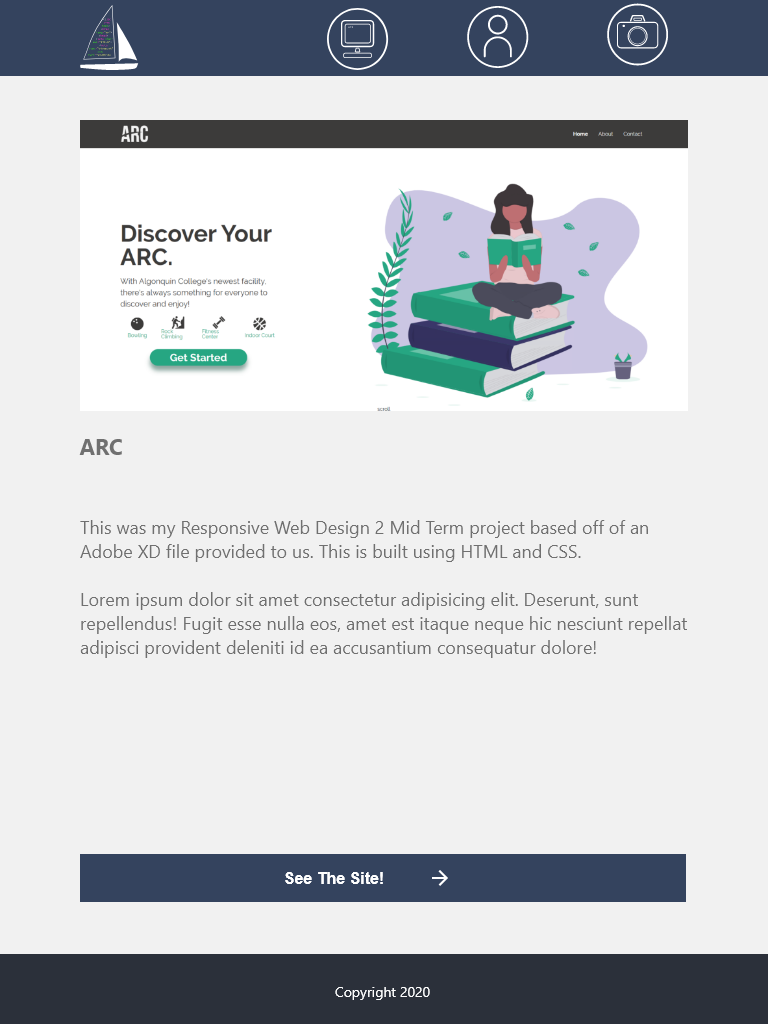 ARC
Home About Contact
Discover Your
ARC.
With Algonquin College's newest facility,
there's always something for everyone to
discover and enjoy!
Bowling
Rock
Climbing
Fitness
Center
Indoor Court
Get Started
scroll
ARC
This was my Responsive Web Design 2 Mid Term project based off of an
Adobe XD file provided to us. This is built using HTML and CSS.
Lorem ipsum dolor sit amet consectetur adipisicing elit. Deserunt, sunt
repellendus! Fugit esse nulla eos, amet est itaque neque hic nesciunt repellat
adipisci provident deleniti id ea accusantium consequatur dolore!
See The Site!
Copyright 2020